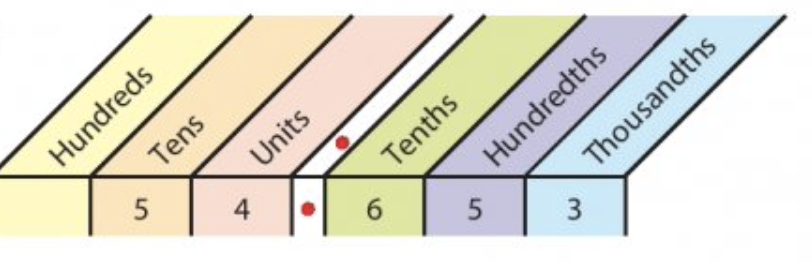 Hundreds Tens Units . Tenths Hundredths Thousandths
5 4 . 6 5 3